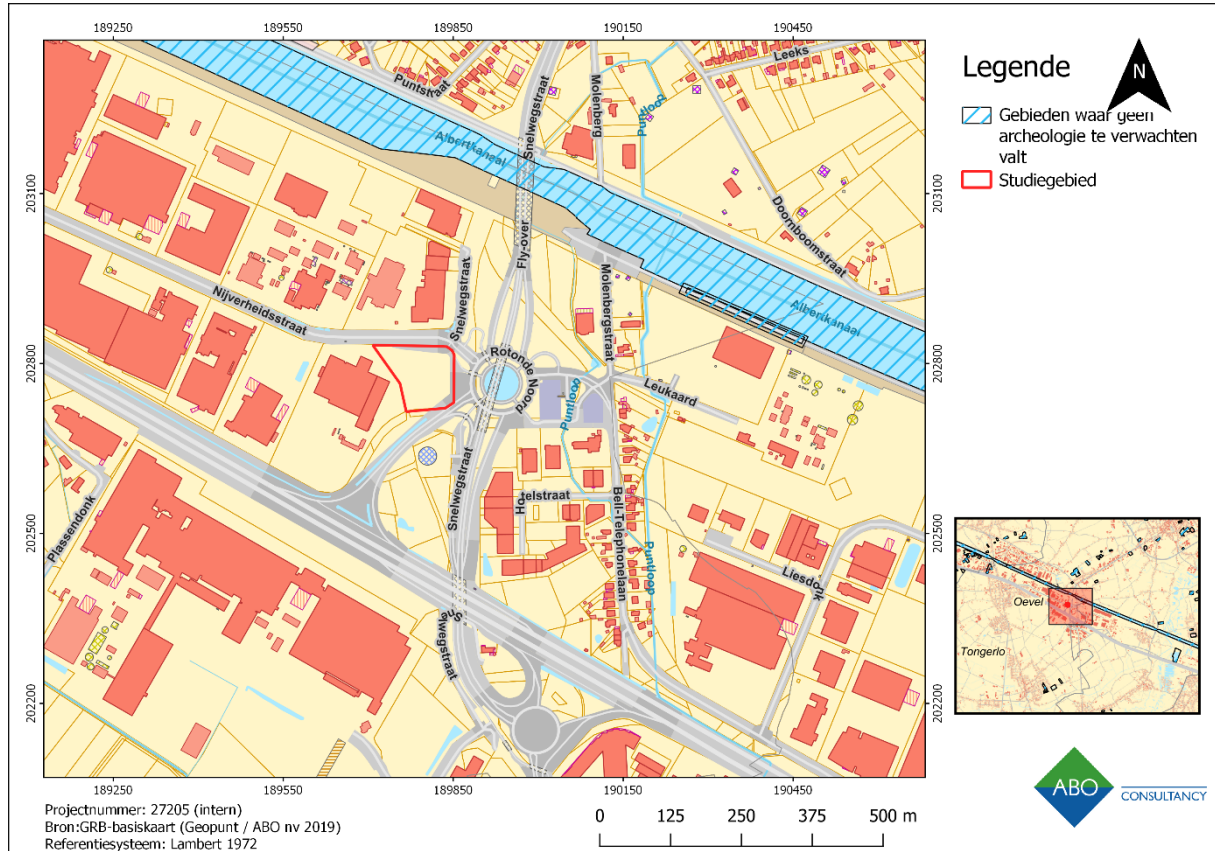 189250 189550 189850 190150 190450
Leeks
Puntstraat
Snelwegstraat
Molenberg
Puntloop
Albertkanaal
203100
203100
Fly-over
Doornboomstraat
Nijverheidsstraat
Snelwegstraat
Molenbergstraat
Albertkanaal
202800
202800
Rotonde Noord
Leukaard
Puntloop
Snelwegstraat
Hotelstraat
Bell-Telephonelaan
Plassendonk
202500
202500
Puntloop
Liesdonk
Snelwegstraat
202200
202200
189250 189550 189850 190150 190450
Legende
N
Gebieden waar geen
archeologie te verwachten
valt
Studiegebied
Oevel
Tongerlo
ABO
CONSULTANCY
Projectnummer: 27205 (intern)
Bron:GRB-basiskaart (Geopunt / ABO nv 2019)
Referentiesysteem: Lambert 1972
0 125 250 375 500 m